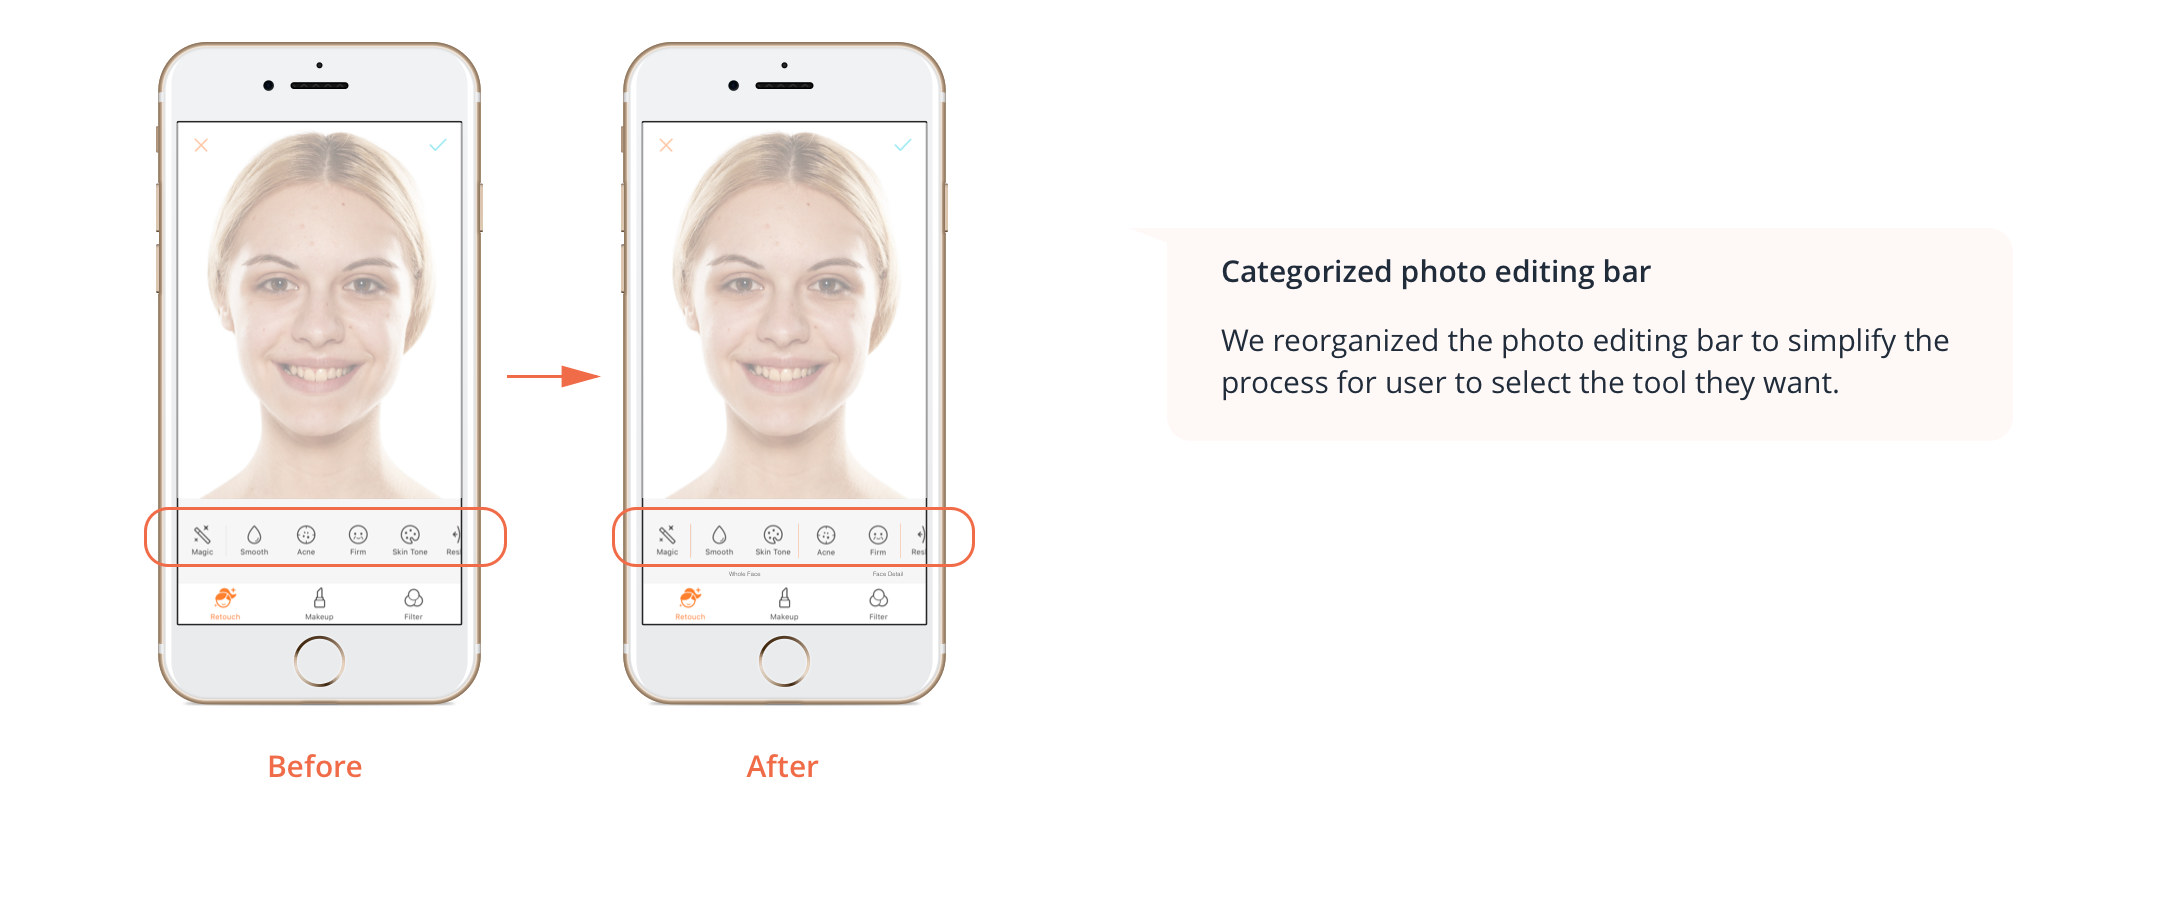 Magic Smooth Acne Firm Skin Tone
Retouch Makeup Filter
Before
Magic Smooth Skin Tone Acne Firm
Whole Face Face Detail
Retouch Makeup Filter
After
Categorized photo editing bar
We reorganized the photo editing bar to simplify the
process for user to select the tool they want.